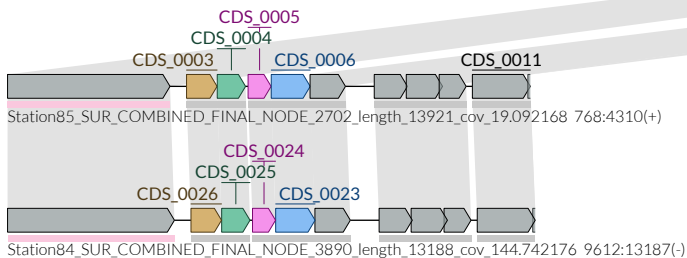 CDS_0005
CDS_0004
CDS_0003 CDS_0006 CDS_0011
Station85_SUR_COMBINED_FINAL_NODE_2702_length_13921_cov_19.092168 768:4310(+)
CDS_0024
CDS_0025
CDS_0026 CDS_0023
Station84_SUR_COMBINED_FINAL_NODE_3890_length_13188_cov_144.742176 9612:13187(-)